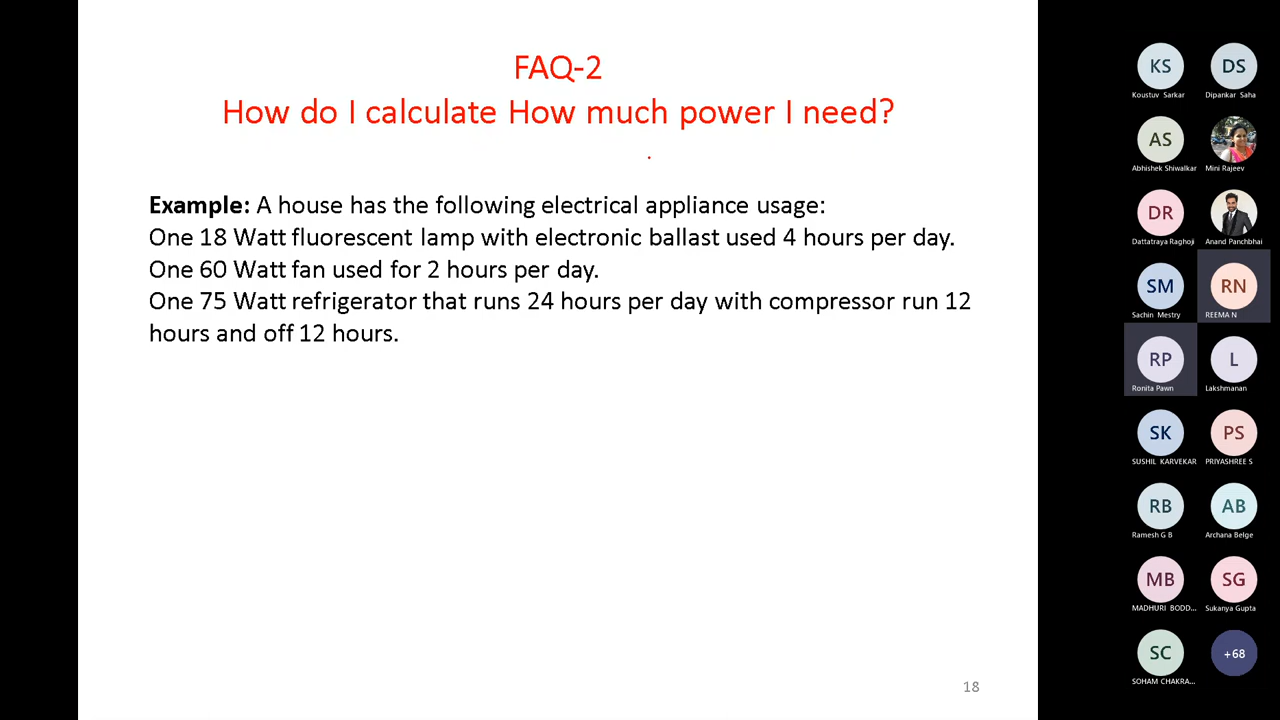 FAQ-2
How do I calculate How much power I need?
Example: A house has the following electrical appliance usage:
One 18 Watt fluorescent lamp with electronic ballast used 4 hours per day.
One 60 Watt fan used for 2 hours per day.
One 75 Watt refrigerator that runs 24 hours per day with compressor run 12
hours and off 12 hours.
18
KS
DS
Koustuv Sarkar
Dipankar Saha
AS
Abhishek Shiwalkar
Mini Rajeev
DR
Dattatraya Raghoji
Anand Panchbhai
SM
RN
Sachin Mestry
REEMA N
RP
L
Ronita Pawn
Lakshmanan
SK
PS
SUSHIL KARVEKAR
PRIYASHREE S
RB
AB
Ramesh G B
Archana Belge
MB
SG
MADHURI BODD...
Sukanya Gupta
SC
+68
SOHAM CHAKRA...